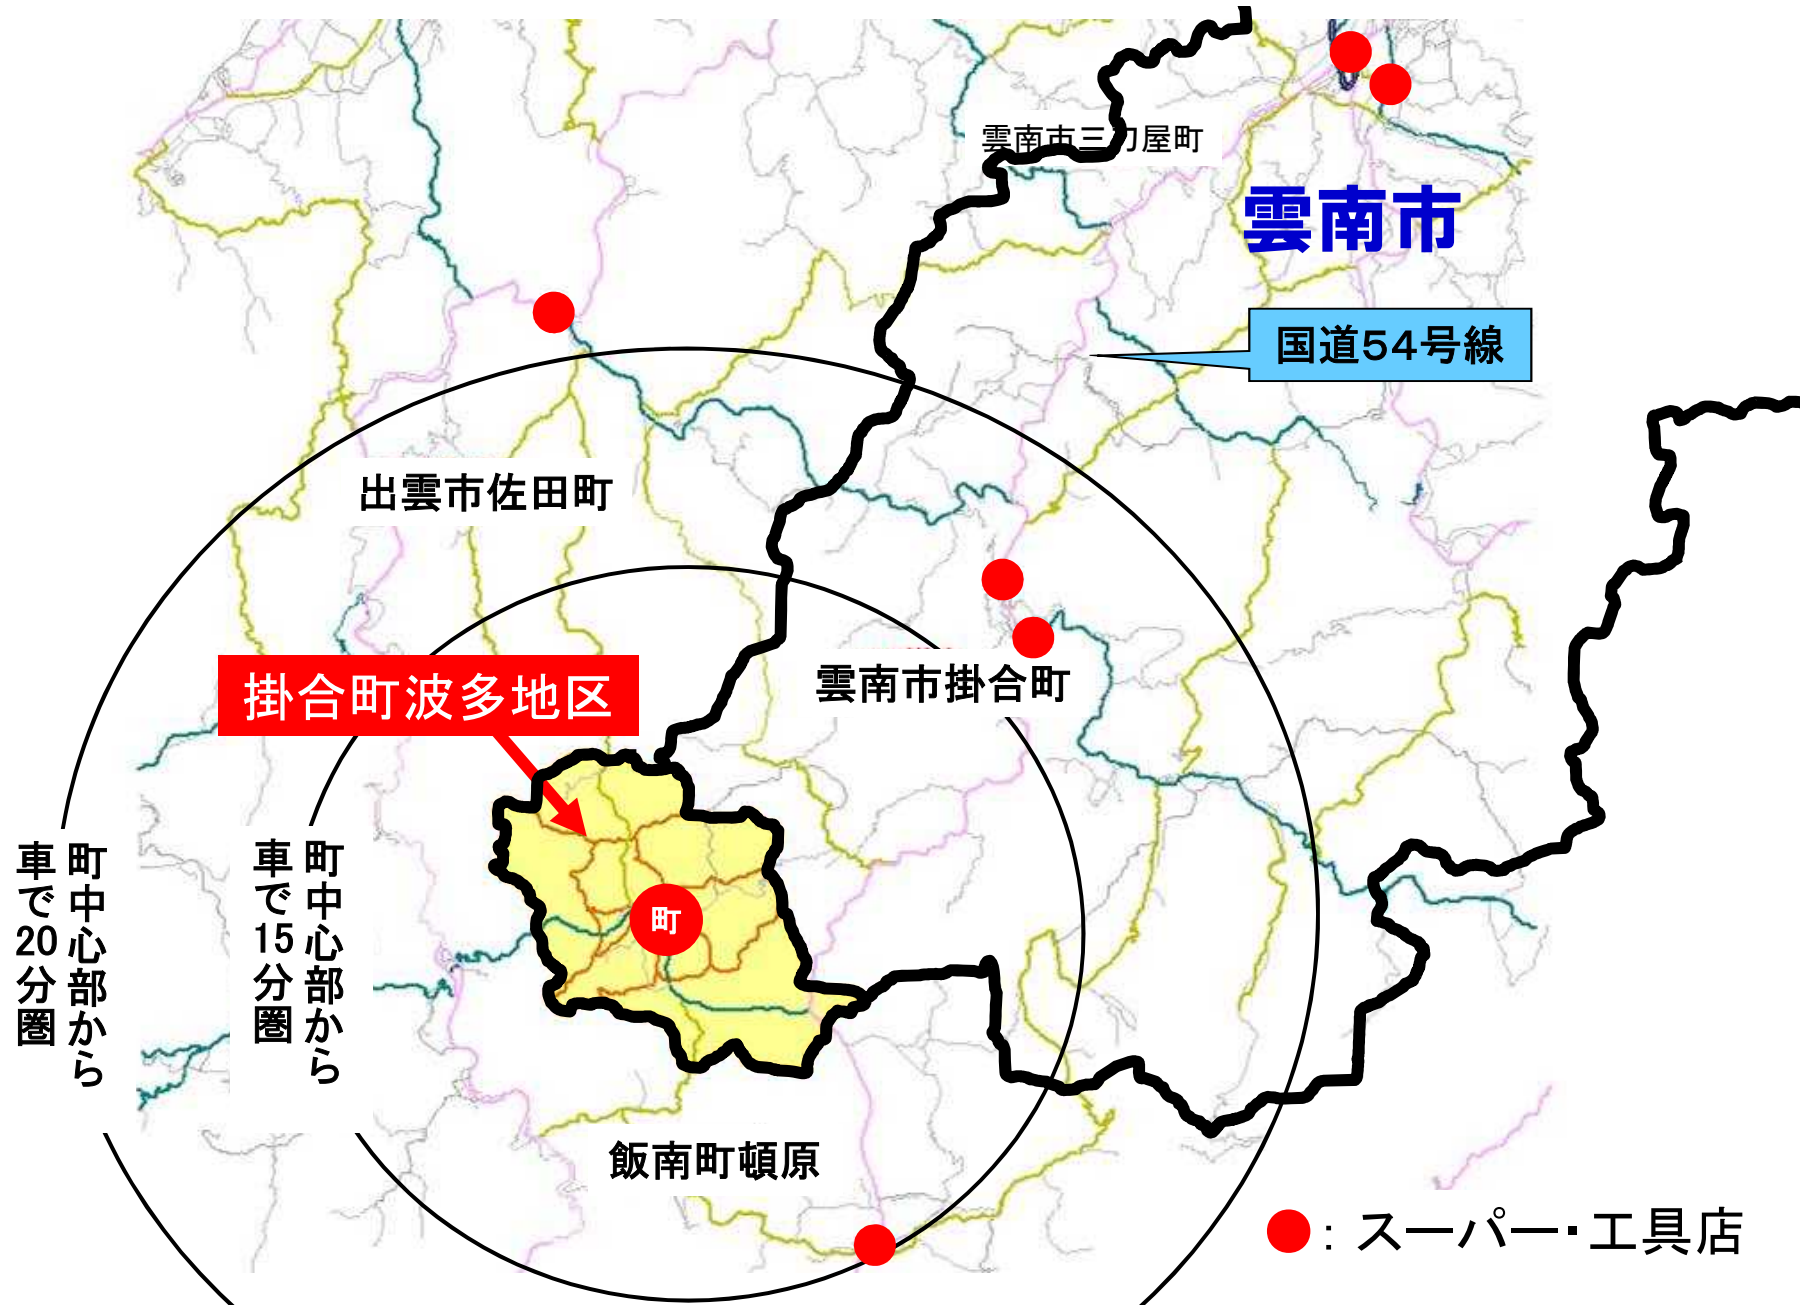 雲南市三刀屋町
雲南市
国道54号線
出雲市佐田町
雲南市掛合町
掛合町波多地区
町中心部から
車で20分圏
町中心部から
車で15分圏
町
飯南町頓原
：スーパー・工具店